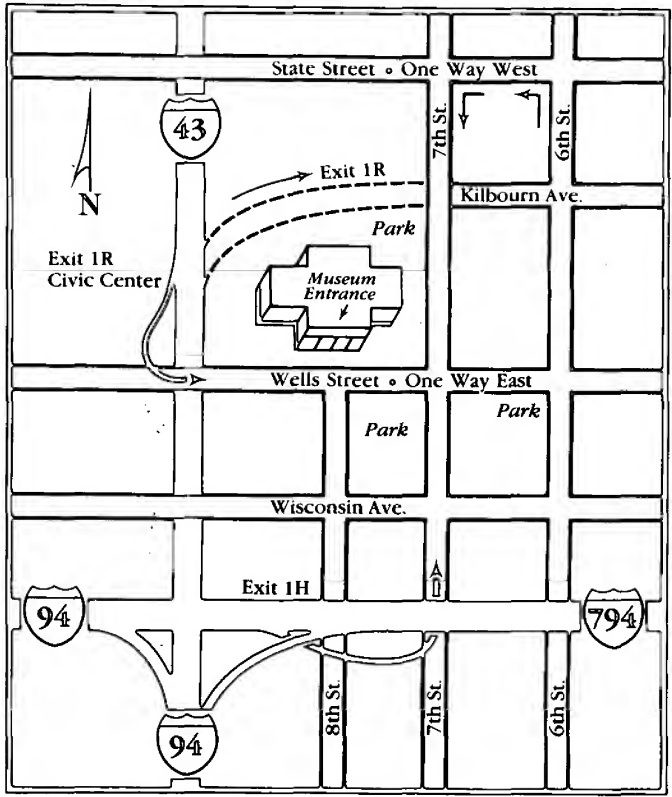 State Street • One Way West
43
7th St.
6th St.
N
Exit 1R
Kilbourn Ave.
Park
Exit 1R
Civic Center
Museum
Entrance
Wells Street • One Way East
Park
Park
Wisconsin Ave.
Exit 1H
94
794
94
8th St.
7th St.
6th St.